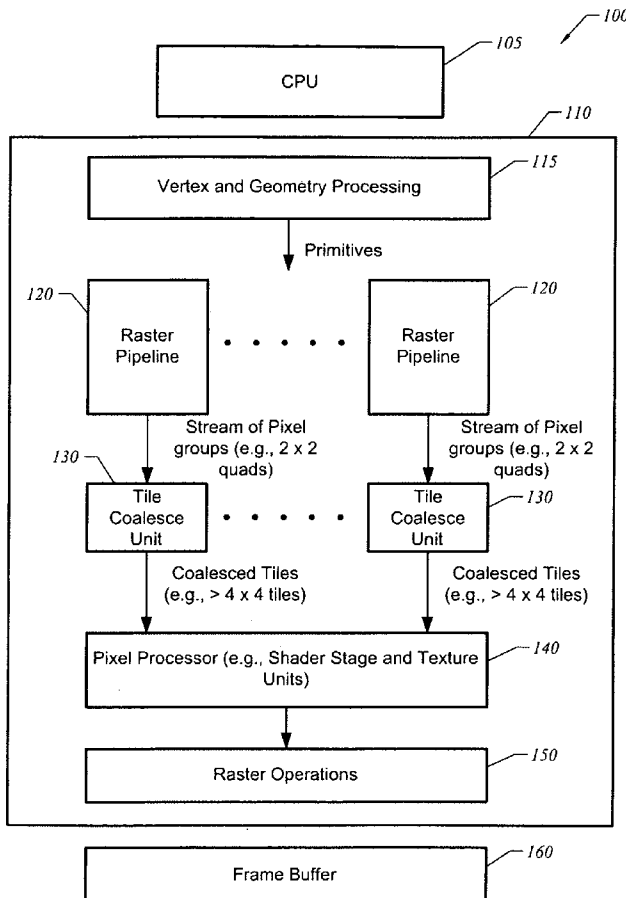 100
105
CPU
110
115
Vertex and Geometry Processing
Primitives
120
120
Raster
Pipeline
Raster
Pipeline
Stream of Pixel
groups (e.g., 2 x 2
quads)
Stream of Pixel
groups (e.g., 2 x 2
quads)
130
130
Tile
Coalesce
Unit
Tile
Coalesce
Unit
Coalesced Tiles
(e.g., > 4 x 4 tiles)
Coalesced Tiles
(e.g., > 4 x 4 tiles)
140
Pixel Processor (e.g., Shader Stage and Texture
Units)
150
Raster Operations
160
Frame Buffer